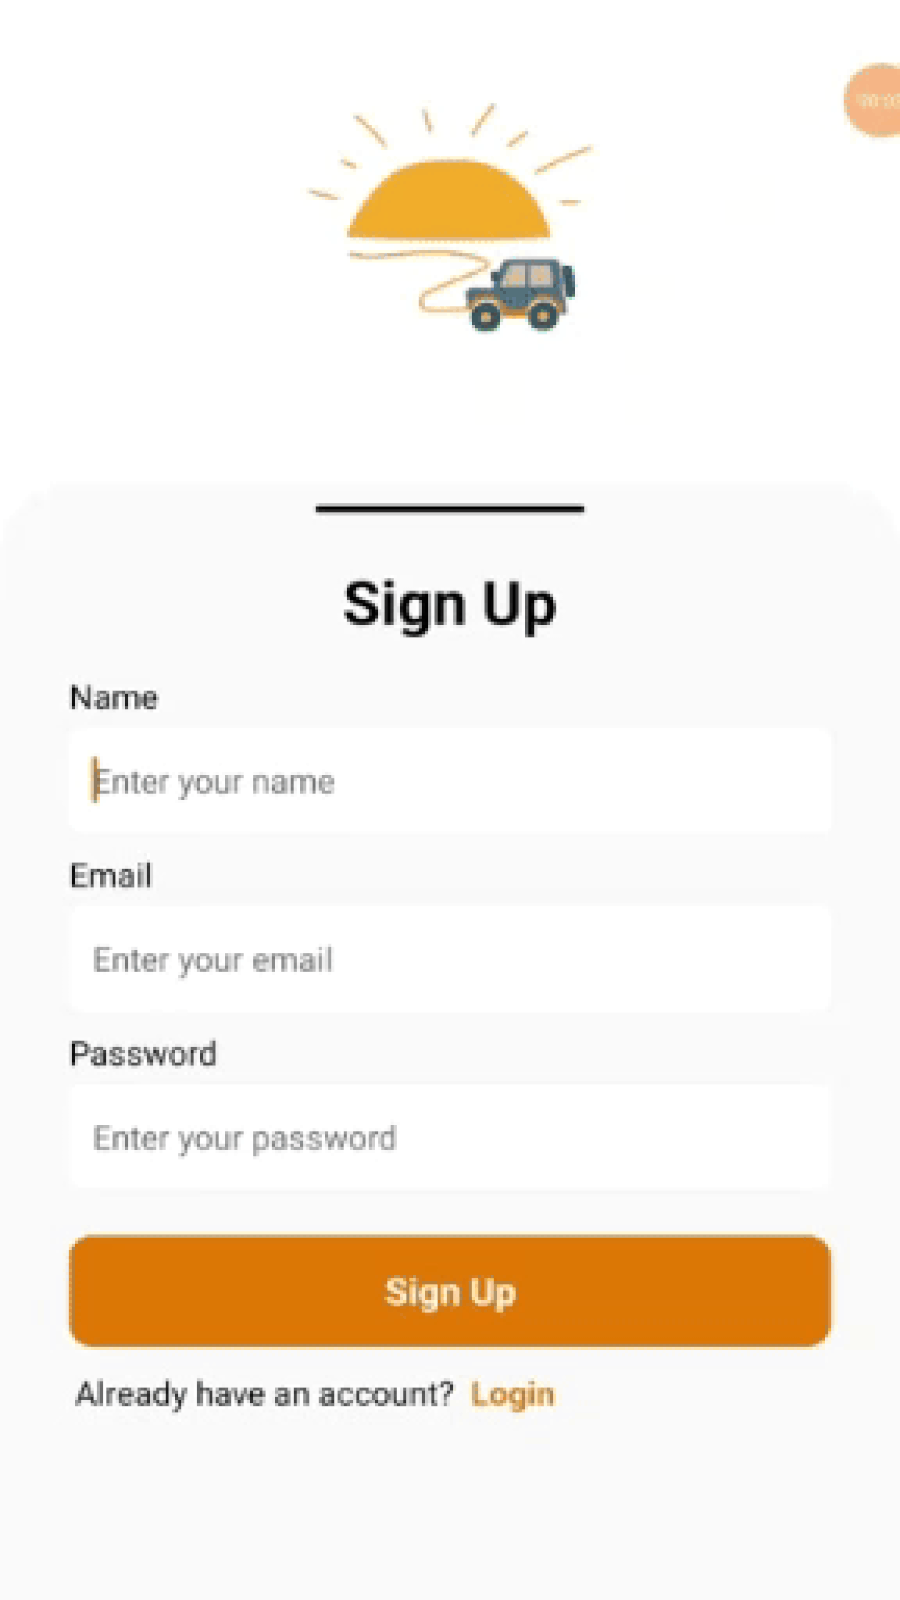 Sign Up
Name
Enter your name
Email
Enter your email
Password
Enter your password
Sign Up
Already have an account? Login